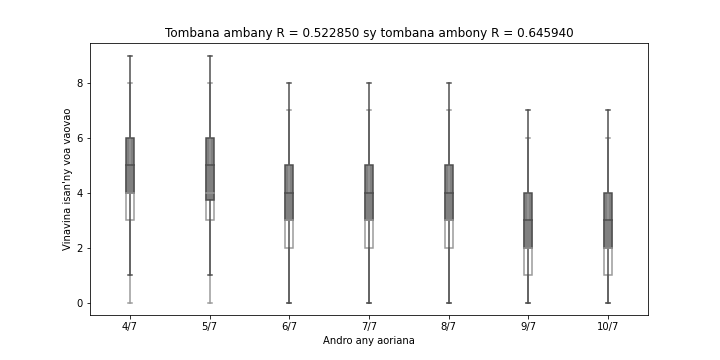 Tombana ambany R = 0.522850 sy tombana ambony R = 0.645940
Vinavina isan'ny voa vaovao
8
6
4
2
0
4/7 5/7 6/7 7/7 8/7 9/7 10/7
Andro any aoriana